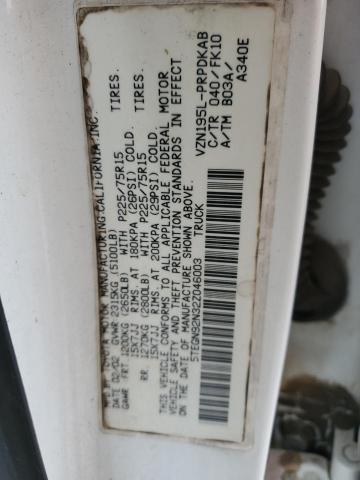 MFD BY TOYOTA MOTOR MANUFACTURING CALIFORNIA INC.
DATE 02/02 GVWR 2315KG (5100LB)
GAWR FRT 1200KG (2650LB) WITH P225/75R15 TIRES.
15X7JJ RIMS, AT 180KPA (26PSI) COLD.
RR. 1270KG (2800LB) WITH P225/75R15 TIRES.
15X7JJ RIMS, AT 200KPA (29PSI) COLD.
THIS VEHICLE CONFORMS TO ALL APPLICABLE FEDERAL MOTOR
VEHICLE SAFETY AND THEFT PREVENTION STANDARDS IN EFFECT
ON THE DATE OF MANUFACTURE SHOWN ABOVE.
5TEGN92N32Z046003 TRUCK
VZN195L-PRPDKAB
C/TR 040/FK10
A/TM B03A/
A340E